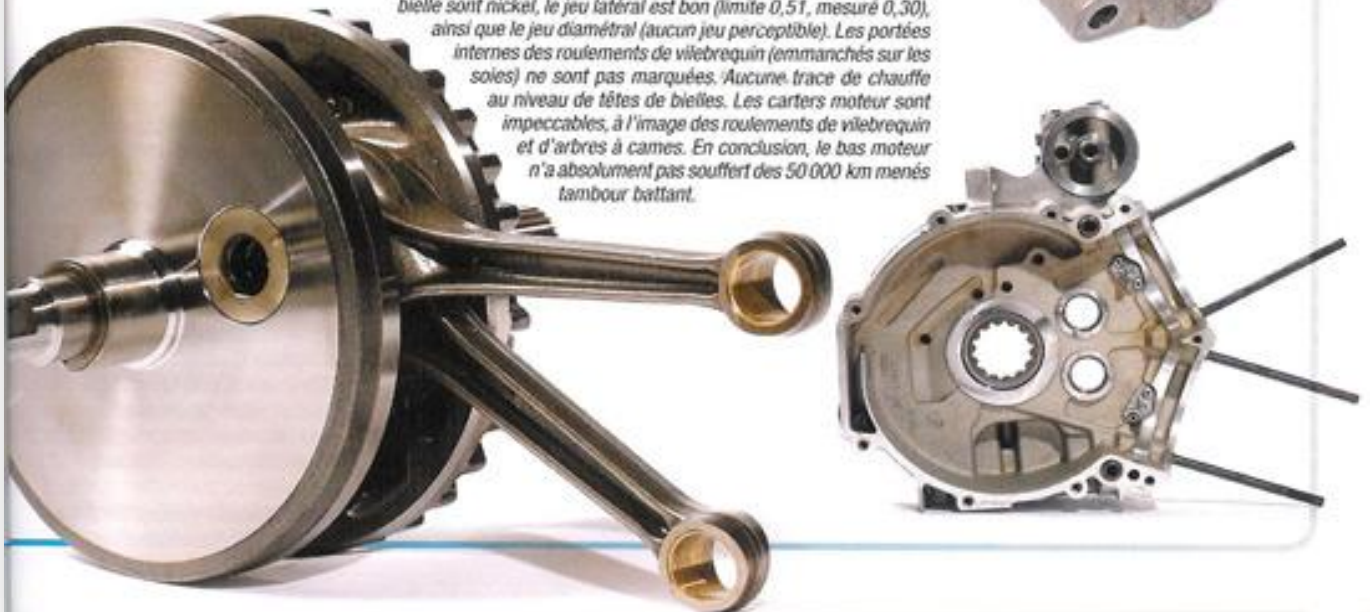 bielle sont nickel, le jeu latéral est bon (limite 0,51, mesuré 0,30),
ainsi que le jeu diamétral (aucun jeu perceptible). Les portées
internes des roulements de vilebrequin (emmanchés sur les
soies) ne sont pas marquées. Aucune trace de chauffe
au niveau de têtes de bielles. Les carters moteur sont
impeccables, à l'image des roulements de vilebrequin
et d'arbres à cames. En conclusion, le bas moteur
n'a absolument pas souffert des 50 000 km menés
tambour battant.